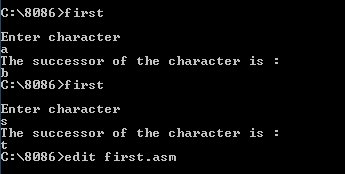 C:\8086>first
Enter character
a
The successor of the character is :
b
C:\8086>first
Enter character
s
The successor of the character is :
t
C:\8086>edit first.asm